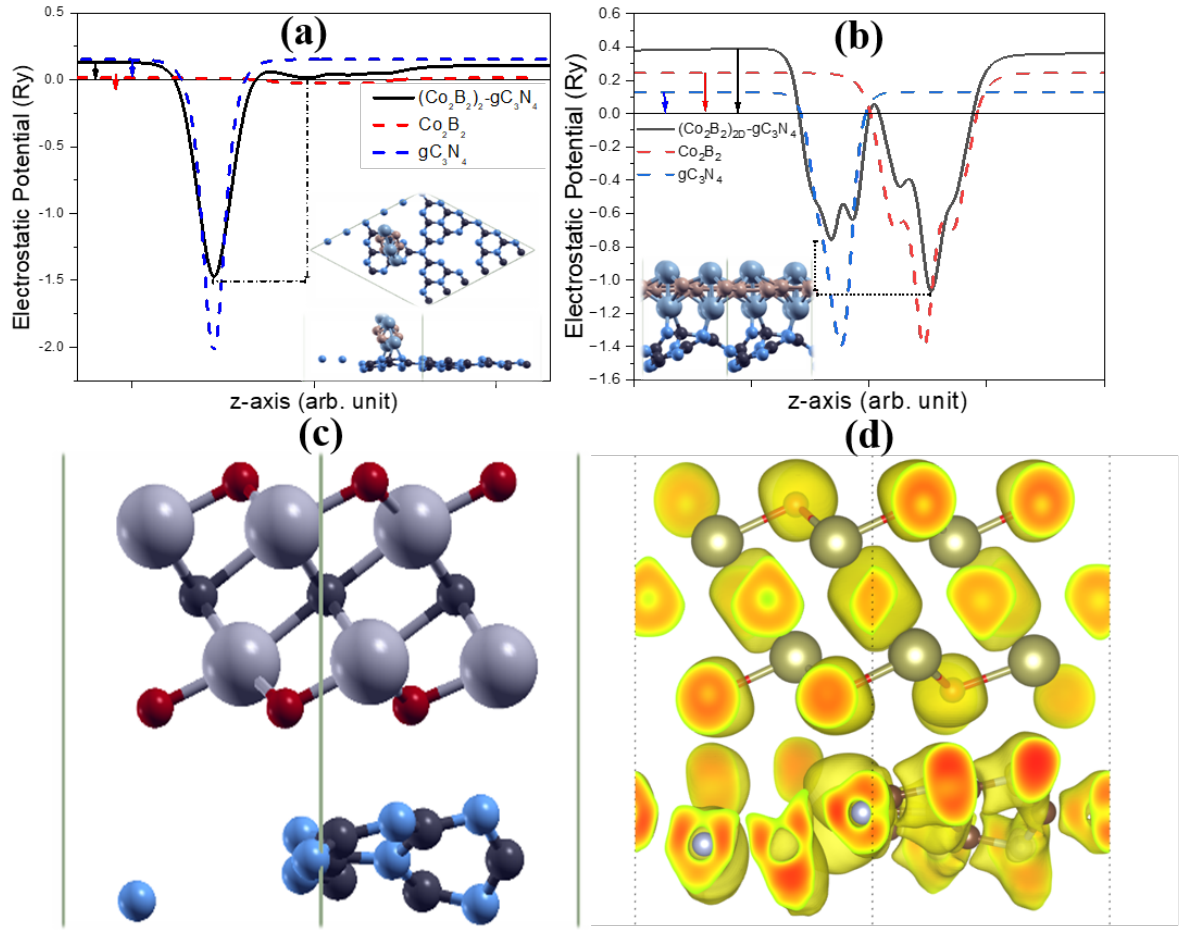 (a)
Electrostatic Potential (Ry)
0.5
0.0
-0.5
-1.0
-1.5
-2.0
(Co₂B₂)₂-gC₃N₄
Co₂B₂
gC₃N₄
z-axis (arb. unit)
(b)
Electrostatic Potential (Ry)
0.6
0.4
0.2
0.0
-0.2
-0.4
-0.6
-0.8
-1.0
-1.2
-1.4
-1.6
(Co₂B₂)₂D-gC₃N₄
Co₂B₂
gC₃N₄
z-axis (arb. unit)
(c)
(d)